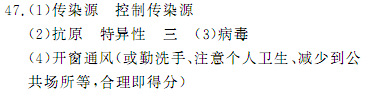 47.(1)传染源 控制传染源
(2)抗原 特异性 三 (3)病毒
(4)开窗通风(或勤洗手、注意个人卫生、减少到公
共场所等,合理即得分)